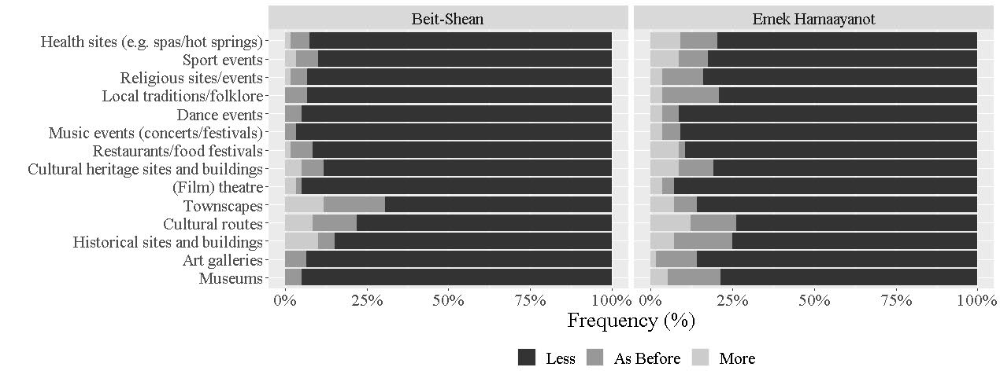 Beit-Shean
Emek Hamaayanot
Health sites (e.g. spas/hot springs)
Sport events
Religious sites/events
Local traditions/folklore
Dance events
Music events (concerts/festivals)
Restaurants/food festivals
Cultural heritage sites and buildings
(Film) theatre
Townscapes
Cultural routes
Historical sites and buildings
Art galleries
Museums
0% 25% 50% 75% 100% 0% 25% 50% 75% 100%
Frequency (%)
Less As Before More